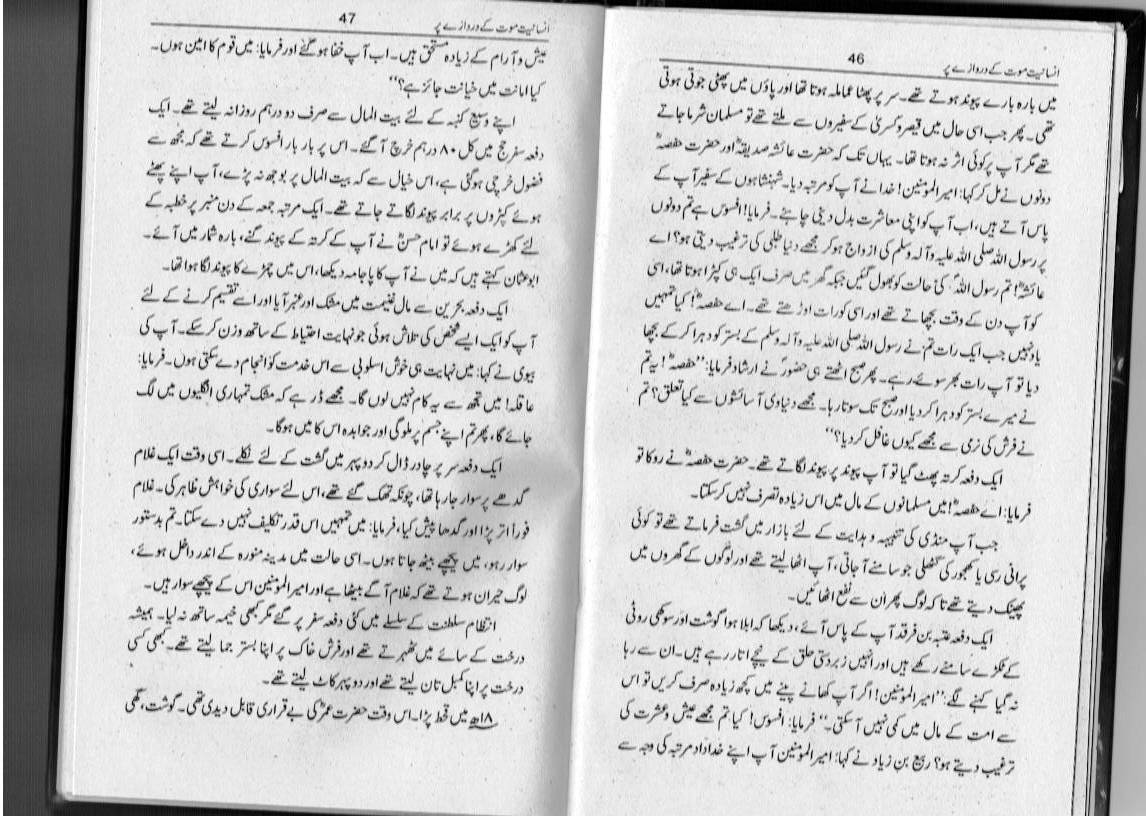 انسانیت موت کے دروازے پر
46
میں بارہ بارے پیوند ہوتے تھے۔ سر پر پھٹا عمامہ ہوتا تھا اور پاؤں میں پھٹی جوتی ہوتی
تھی۔ پھر جب اسی حال میں قیصر و کسریٰ کے سفیروں سے ملتے تھے تو مسلمان شرما جاتے
تھے مگر آپ پر کوئی اثر نہ ہوتا تھا۔ یہاں تک کہ حضرت عائشہ صدیقہؓ اور حضرت حفصہؓ
دونوں نے مل کر کہا: امیر المؤمنین! خدا نے آپ کو مرتبہ دیا۔ شہنشاہوں کے سفیر آپ کے
پاس آتے ہیں، اب آپ کو اپنی معاشرت بدل دینی چاہئے۔ فرمایا! افسوس ہے تم دونوں
پر رسول اللہ صلی اللہ علیہ وآلہ وسلم کی ازواج ہو کر مجھے دنیا طلبی کی ترغیب دیتی ہو؟ اے
عائشہؓ! تم رسول اللہ کی حالت کو بھول گئیں جبکہ گھر میں صرف ایک ہی کپڑا ہوتا تھا، اسی
کو آپ دن کے وقت بچھاتے تھے اور اسی کو رات اوڑھتے تھے۔ اے حفصہؓ! کیا تمہیں
یاد نہیں جب ایک رات تم نے رسول اللہ صلی اللہ علیہ وآلہ وسلم کے بستر کو دہرا کر کے بچھا
دیا تو آپ رات بھر سوئے رہے۔ پھر صبح اٹھتے ہی حضورؐ نے ارشاد فرمایا: ’’حفصہؓ! یہ تم
نے میرے بستر کو دہرا کر دیا اور صبح تک سوتا رہا۔ مجھے دنیاوی آسائشوں سے کیا تعلق؟ تم
نے فرش کی نرمی سے مجھے کیوں غافل کر دیا؟‘‘
ایک دفعہ کرتہ پھٹ گیا تو آپ پیوند پر پیوند لگاتے تھے۔ حضرت حفصہؓ نے روکا تو
فرمایا: اے حفصہؓ! میں مسلمانوں کے مال میں اس زیادہ تصرف نہیں کر سکتا۔
جب آپ منڈی کی تنبیہہ و ہدایت کے لئے بازار میں گشت فرماتے تھے تو کوئی
پرانی رسی یا کھجور کی گٹھلی جو سامنے آجاتی، آپ اٹھا لیتے تھے اور لوگوں کے گھروں میں
پھینک دیتے تھے تاکہ لوگ پھر ان سے نفع اٹھائیں۔
ایک دفعہ عتبہ بن فرقد آپ کے پاس آئے، دیکھا کہ ابلا ہوا گوشت اور سوکھی روٹی
کے ٹکڑے سامنے رکھے ہیں اور انہیں زبردستی حلق کے نیچے اتار رہے ہیں۔ ان سے رہا
نہ گیا کہنے لگے: ’’امیر المؤمنین! اگر آپ کھانے پینے میں کچھ زیادہ صرف کریں تو اس
سے امت کے مال میں کمی نہیں آ سکتی۔‘‘ فرمایا: افسوس! کیا تم مجھے عیش و عشرت کی
ترغیب دیتے ہو؟ ربیع بن زیاد نے کہا: امیر المؤمنین آپ اپنے خداداد مرتبہ کی وجہ سے
انسانیت موت کے دروازے پر
47
عیش و آرام کے زیادہ مستحق ہیں۔ اب آپ خفا ہو گئے اور فرمایا: میں قوم کا امین ہوں۔
کیا امانت میں خیانت جائز ہے؟‘‘
اپنے وسیع کنبہ کے لئے بیت المال سے صرف دو درہم روزانہ لیتے تھے۔ ایک
دفعہ سفر حج میں کل ۸۰ درہم خرچ آ گئے۔ اس پر بار بار افسوس کرتے تھے کہ مجھ سے
فضول خرچی ہو گئی ہے، اس خیال سے کہ بیت المال پر بوجھ نہ پڑے، آپ اپنے پھٹے
ہوئے کپڑوں پر برابر پیوند لگاتے جاتے تھے۔ ایک مرتبہ جمعہ کے دن منبر پر خطبہ کے
لئے کھڑے ہوئے تو امام حسنؓ نے آپ کے کرتہ کے پیوند گنے، بارہ شمار میں آئے۔
ابوعثمان کہتے ہیں کہ میں نے آپ کا پاجامہ دیکھا، اس میں چمڑے کا پیوند لگا ہوا تھا۔
ایک دفعہ بحرین سے مال غنیمت میں مشک اور عنبر آیا اور اسے تقسیم کرنے کے لئے
آپ کو ایک ایسے شخص کی تلاش ہوئی جو نہایت احتیاط کے ساتھ وزن کر سکے۔ آپ کی
بیوی نے کہا: میں نہایت ہی خوش اسلوبی سے اس خدمت کو انجام دے سکتی ہوں۔ فرمایا:
عاقلہ! میں تجھ سے یہ کام نہیں لوں گا۔ مجھے ڈر ہے کہ مشک تمہاری انگلیوں میں لگ
جائے گا، پھر تم اپنے جسم پر ملو گی اور جوابدہ اس کا میں ہوگا۔
ایک دفعہ سر پر چادر ڈال کر دوپہر میں گشت کے لئے نکلے۔ اسی وقت ایک غلام
گدھے پر سوار جا رہا تھا، چونکہ تھک گئے تھے، اس لئے سواری کی خواہش ظاہر کی۔ غلام
فوراً اتر پڑا اور گدھا پیش کیا، فرمایا: میں تمہیں اس قدر تکلیف نہیں دے سکتا۔ تم بدستور
سوار رہو، میں پیچھے بیٹھ جاتا ہوں۔ اسی حالت میں مدینہ منورہ کے اندر داخل ہوئے،
لوگ حیران ہوتے تھے کہ غلام آگے بیٹھا ہے اور امیر المؤمنین اس کے پیچھے سوار ہیں۔
انتظام سلطنت کے سلسلے میں کئی دفعہ سفر پر گئے مگر کبھی خیمہ ساتھ نہ لیا۔ ہمیشہ
درخت کے سائے میں ٹھہرتے تھے اور فرش خاک پر اپنا بستر جما لیتے تھے۔ کبھی کسی
درخت پر اپنا کمبل تان لیتے تھے اور دوپہر کاٹ لیتے تھے۔
۱۸ھ میں قحط پڑا۔ اس وقت حضرت عمرؓ کی بے قراری قابل دیدی تھی۔ گوشت، گھی